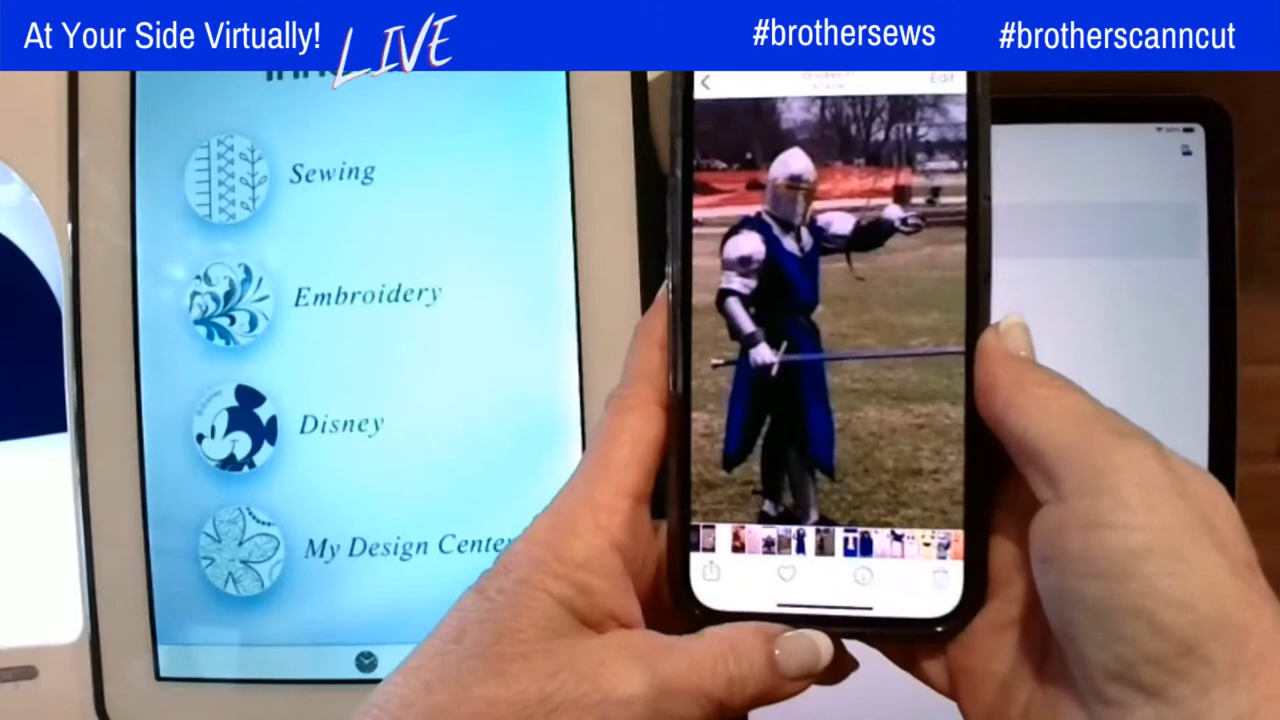 At Your Side Virtually!
LIVE
#brothersews
#brotherscanncut
Sewing
Embroidery
Disney
My Design Center
Edit